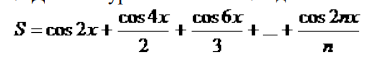 S = cos 2x + cos 4x / 2 + cos 6x / 3 + ... + cos 2nx / n